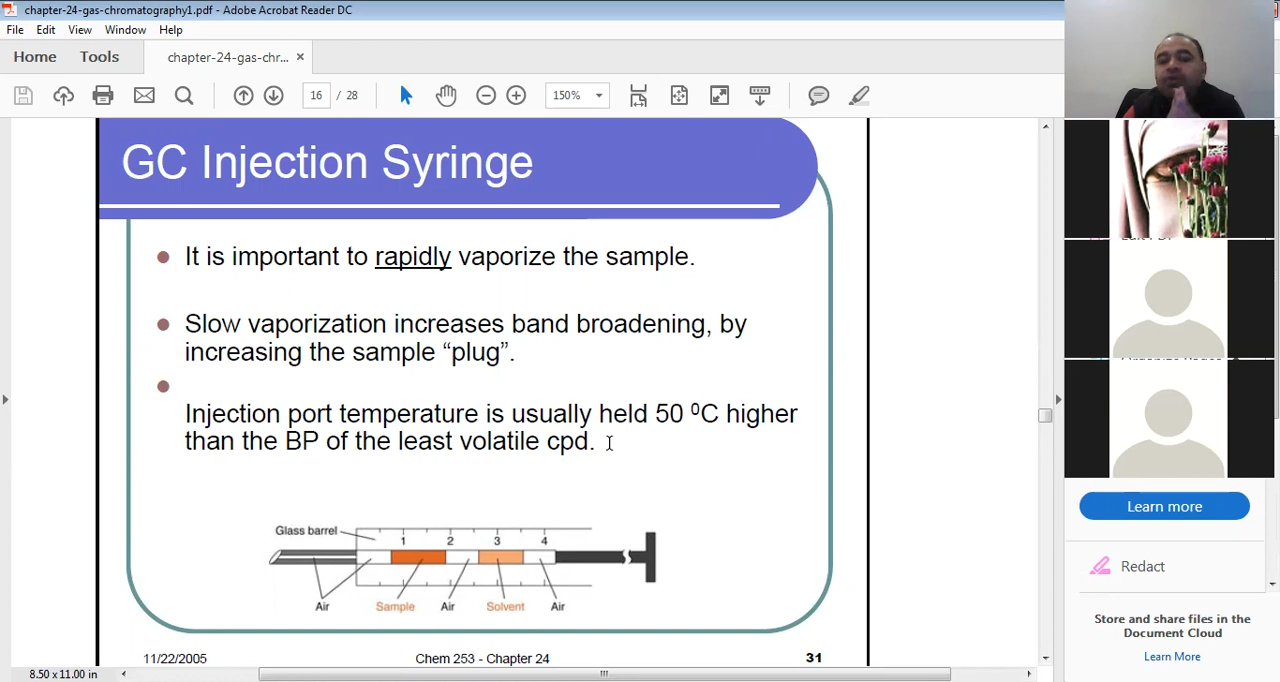 chapter-24-gas-chromatography1.pdf - Adobe Acrobat Reader DC
File Edit View Window Help
Home Tools chapter-24-gas-chr... ×
16 / 28 150%
GC Injection Syringe
It is important to rapidly vaporize the sample.
Slow vaporization increases band broadening, by
increasing the sample “plug”.
Injection port temperature is usually held 50 ⁰C higher
than the BP of the least volatile cpd.
Glass barrel
1 2 3 4
Air Sample Air Solvent Air
11/22/2005 Chem 253 - Chapter 24 31
8.50 x 11.00 in
Learn more
Redact
Store and share files in the
Document Cloud
Learn More